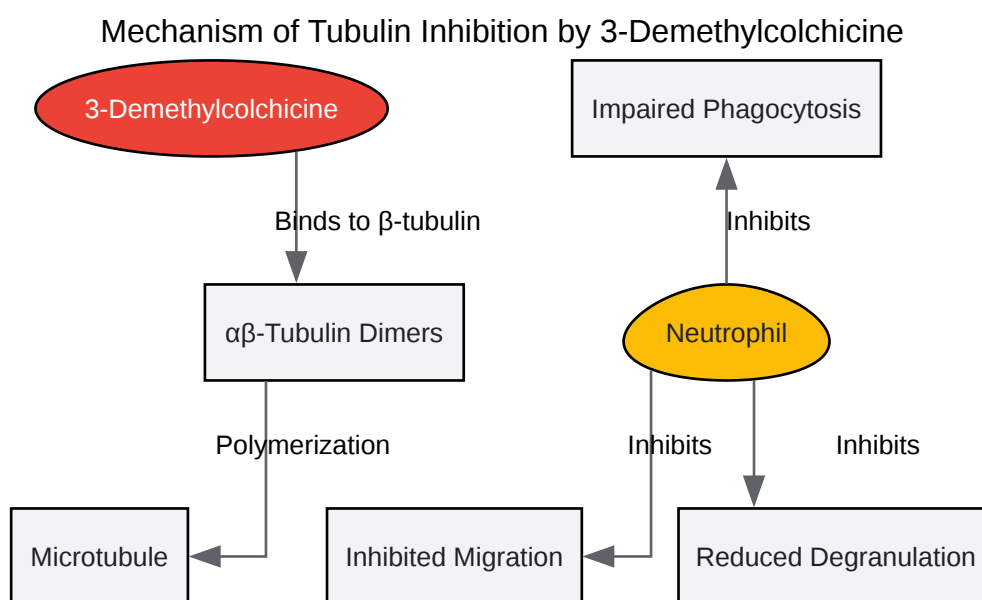 Mechanism of Tubulin Inhibition by 3-Demethylcolchicine
3-Demethylcolchicine
Impaired Phagocytosis
Binds to β-tubulin
Inhibits
αβ-Tubulin Dimers
Neutrophil
Polymerization
Inhibits
Inhibits
Microtubule
Inhibited Migration
Reduced Degranulation